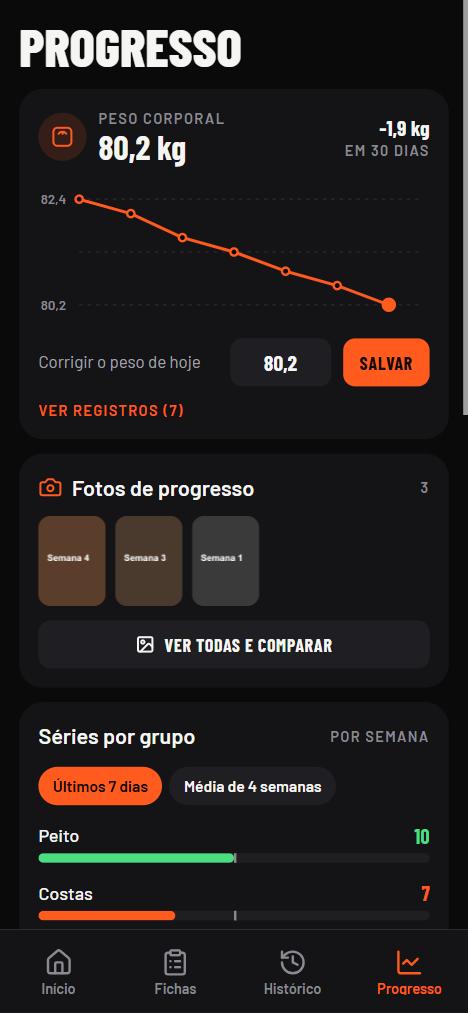 PROGRESSO
PESO CORPORAL
80,2 kg
-1,9 kg
EM 30 DIAS
82,4
80,2
Corrigir o peso de hoje
80,2
SALVAR
VER REGISTROS (7)
Fotos de progresso
3
Semana 4
Semana 3
Semana 1
VER TODAS E COMPARAR
Séries por grupo
POR SEMANA
Últimos 7 dias
Média de 4 semanas
Peito
10
Costas
7
Início
Fichas
Histórico
Progresso